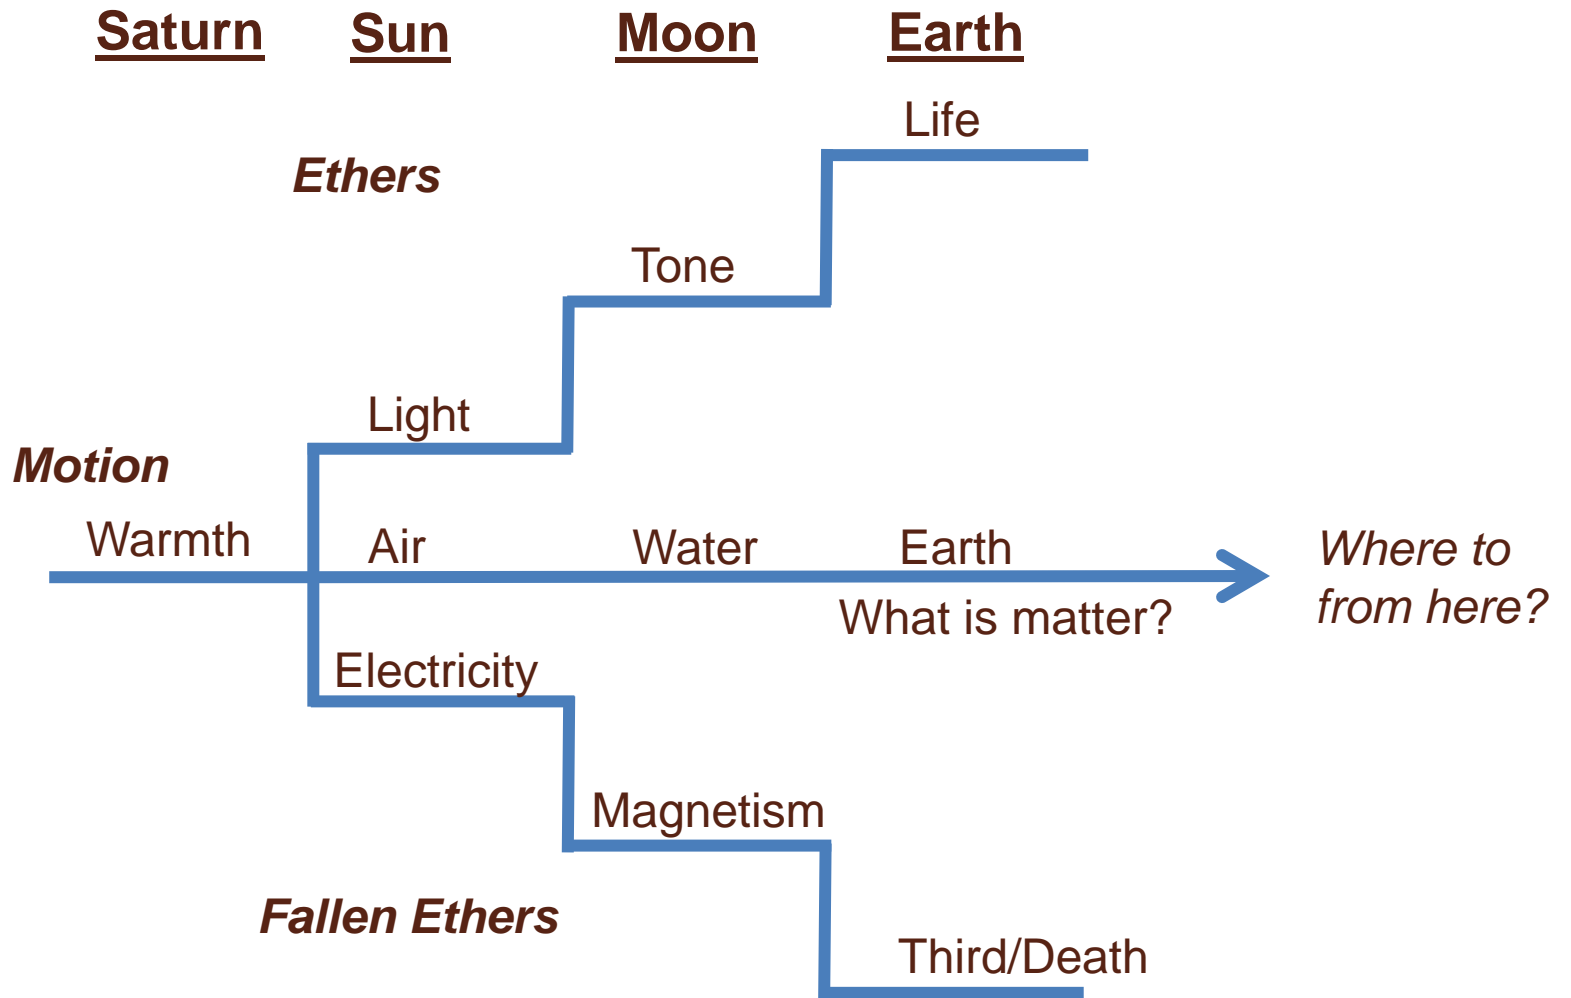 Saturn Sun Moon Earth
Life
Ethers
Tone
Light
Motion
Warmth Air Water Earth
Where to
from here?
What is matter?
Electricity
Magnetism
Fallen Ethers
Third/Death